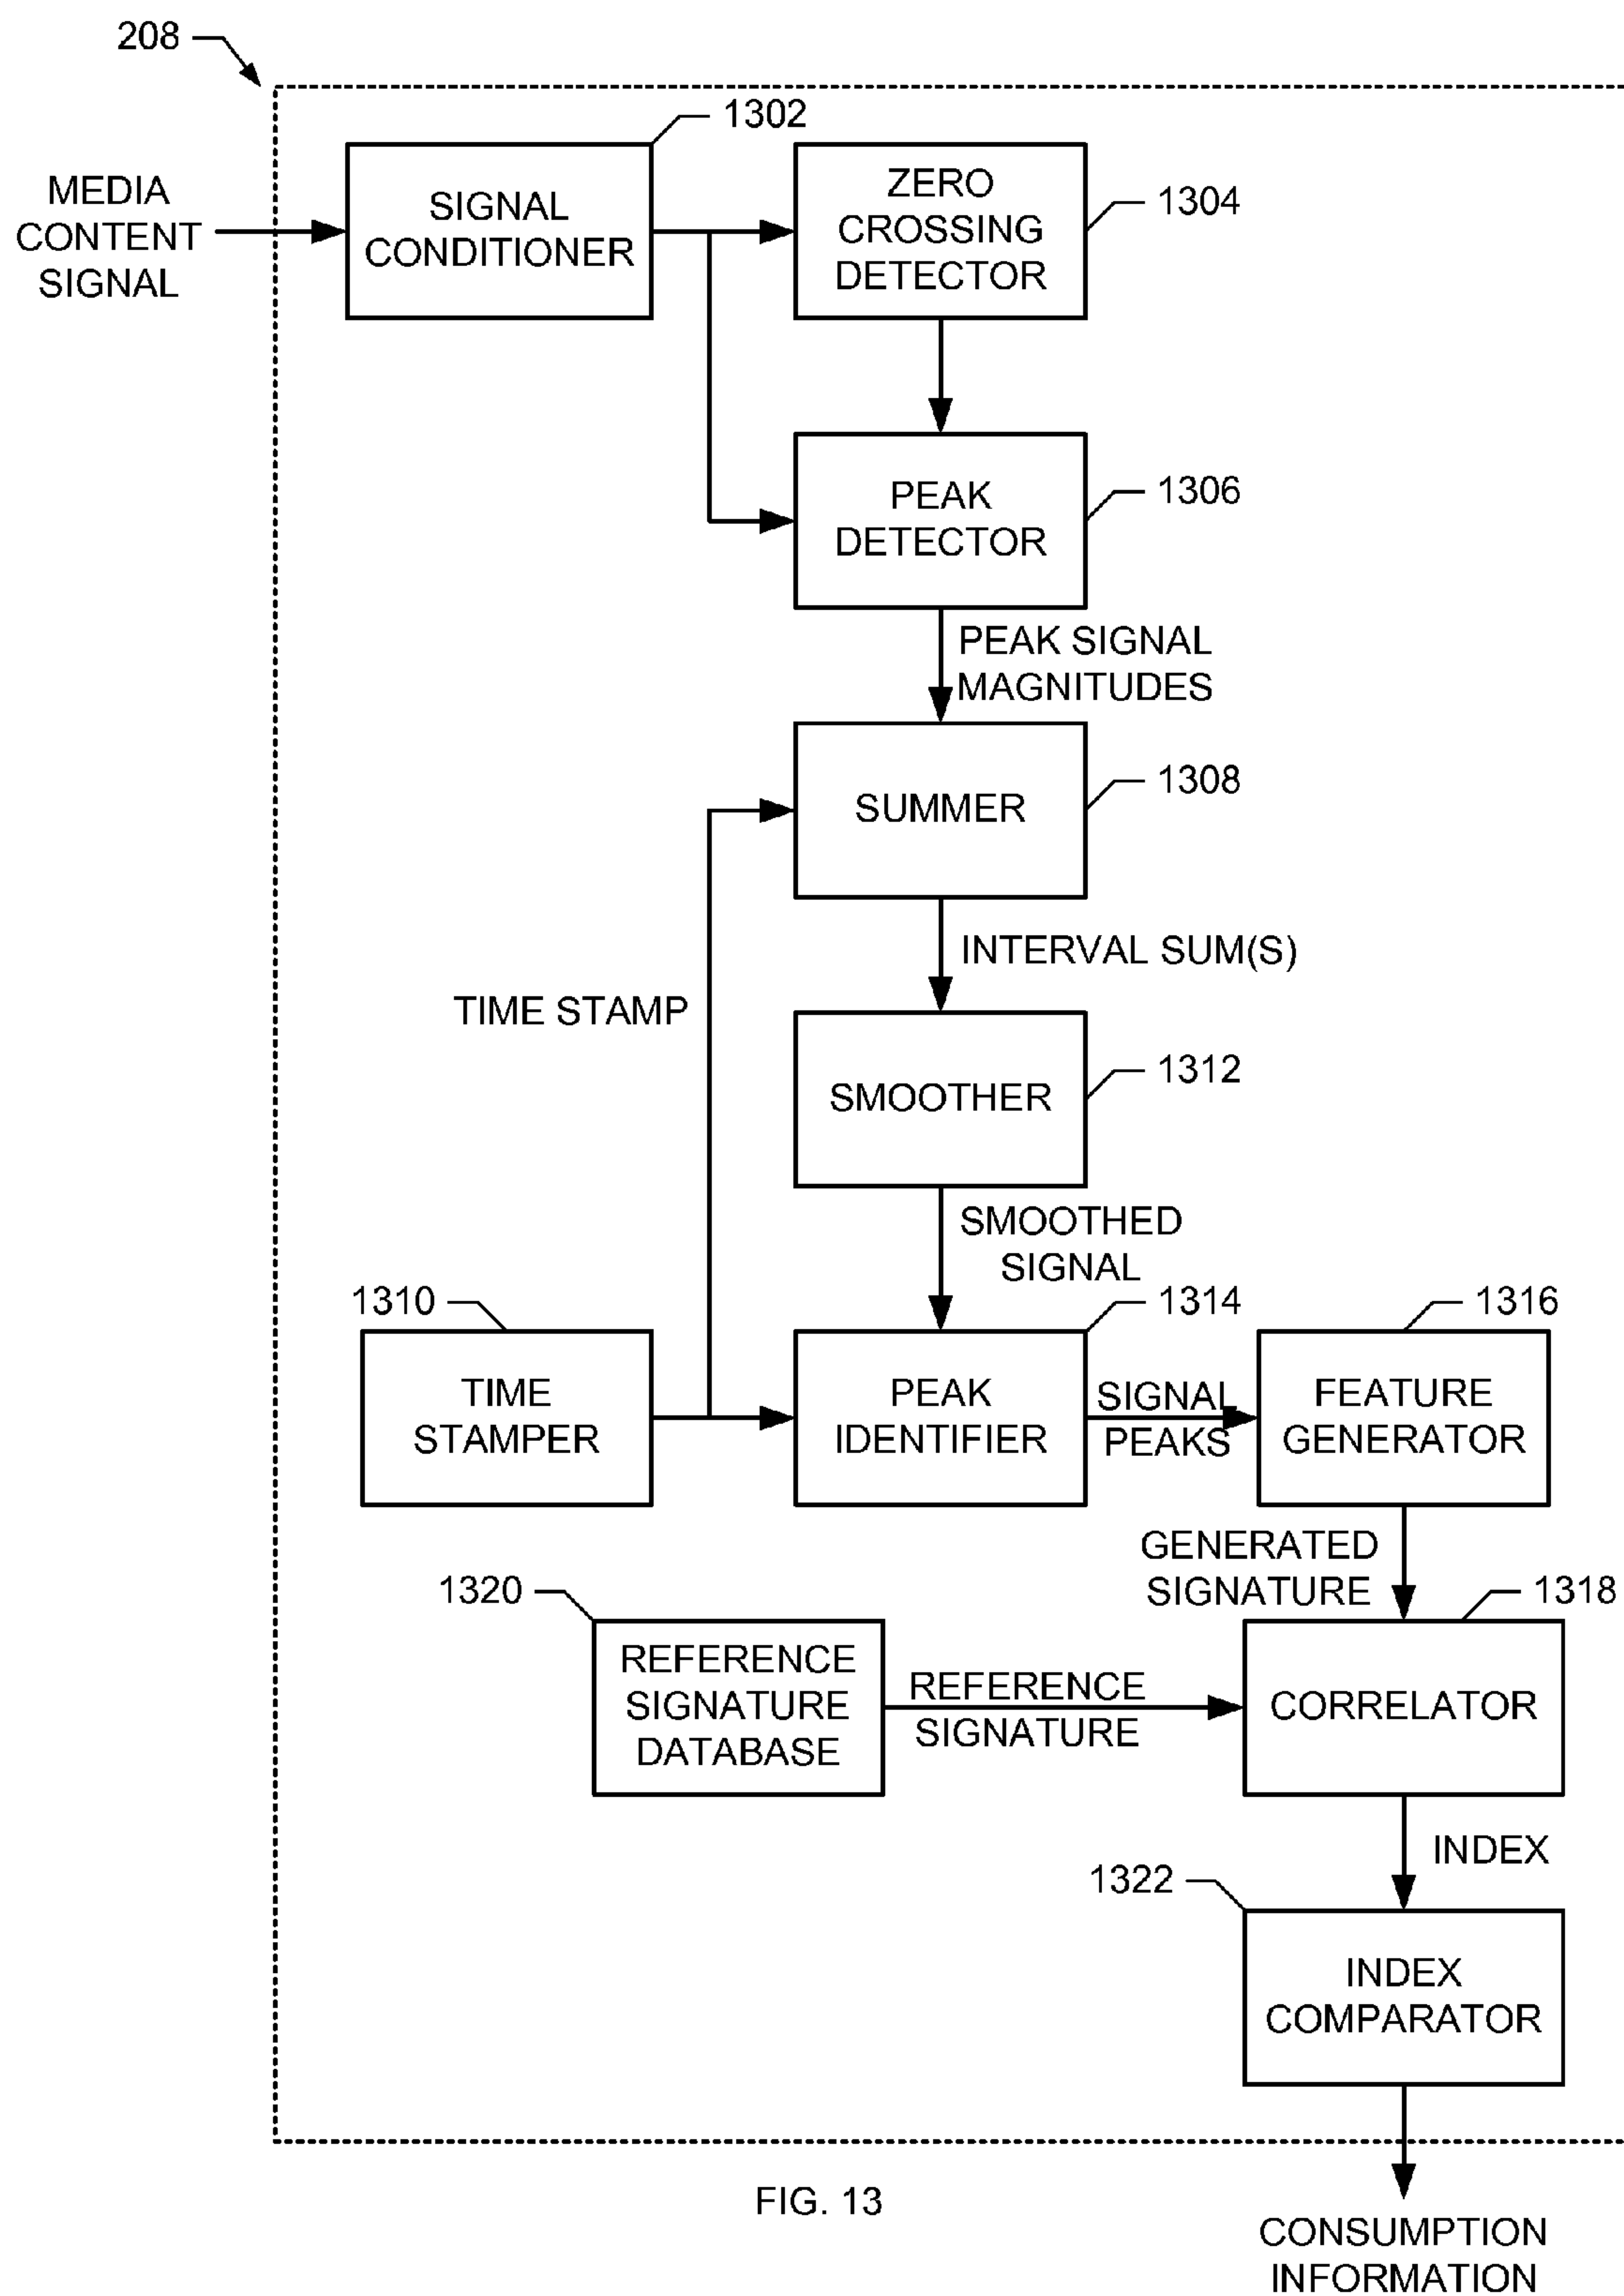 208
1302
MEDIA
CONTENT
SIGNAL
SIGNAL
CONDITIONER
ZERO
CROSSING
DETECTOR
1304
PEAK
DETECTOR
1306
PEAK SIGNAL
MAGNITUDES
SUMMER
1308
INTERVAL SUM(S)
TIME STAMP
SMOOTHER
1312
SMOOTHED
SIGNAL
1310
1314
1316
TIME
STAMPER
PEAK
IDENTIFIER
SIGNAL
PEAKS
FEATURE
GENERATOR
GENERATED
SIGNATURE
1320
1318
REFERENCE
SIGNATURE
DATABASE
REFERENCE
SIGNATURE
CORRELATOR
INDEX
1322
INDEX
COMPARATOR
FIG. 13
CONSUMPTION
INFORMATION